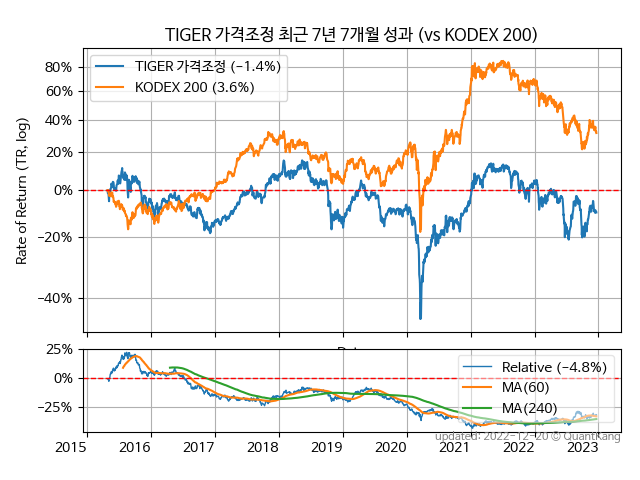 TIGER 가격조정 최근 7년 7개월 성과 (vs KODEX 200)
Rate of Return (TR, log)
80%
60%
40%
20%
0%
−20%
−40%
TIGER 가격조정 (−1.4%)
KODEX 200 (3.6%)
25%
0%
−25%
Relative (−4.8%)
MA(60)
MA(240)
updated: 2022-12-20 © QuantKang
2015 2016 2017 2018 2019 2020 2021 2022 2023